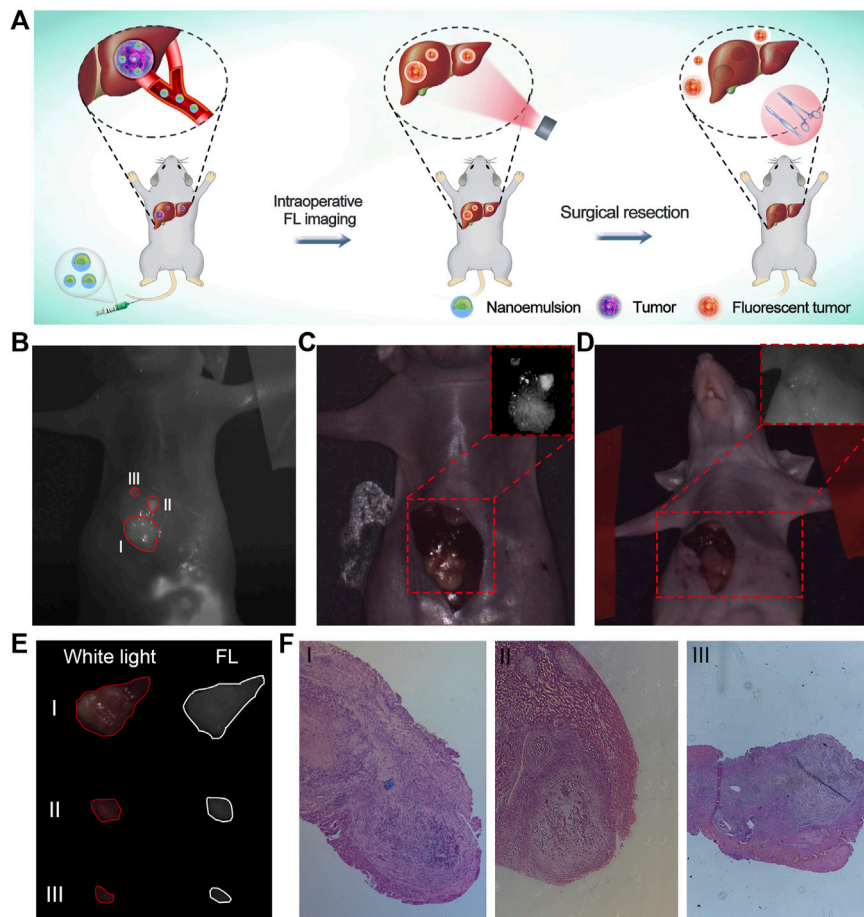 A
Intraoperative
FL imaging
Surgical resection
Nanoemulsion
Tumor
Fluorescent tumor
B
III
II
I
C
D
E
White light
FL
I
II
III
F
I
II
III